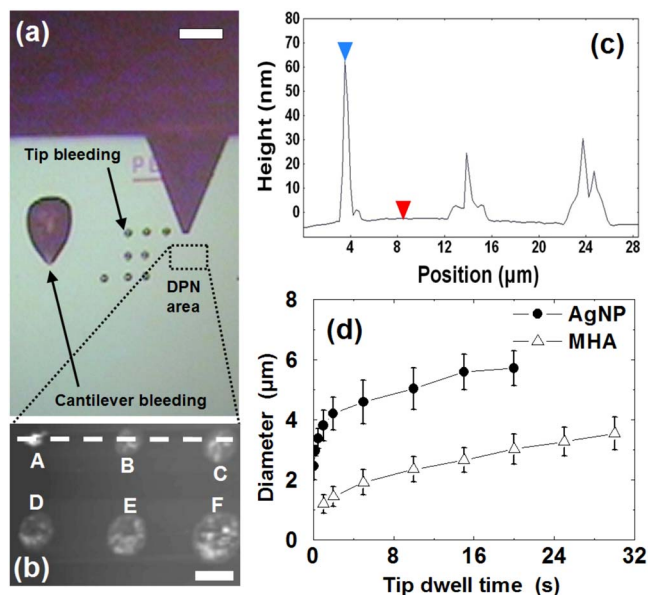 (a)
Tip bleeding
DPN
area
Cantilever bleeding
A
B
C
D
E
F
(b)
(c)
Height (nm)
80
70
60
50
40
30
20
10
0
4
8
12
16
20
24
28
Position (µm)
(d)
AgNP
MHA
Diameter (µm)
8
6
4
2
0
0
8
16
24
32
Tip dwell time (s)